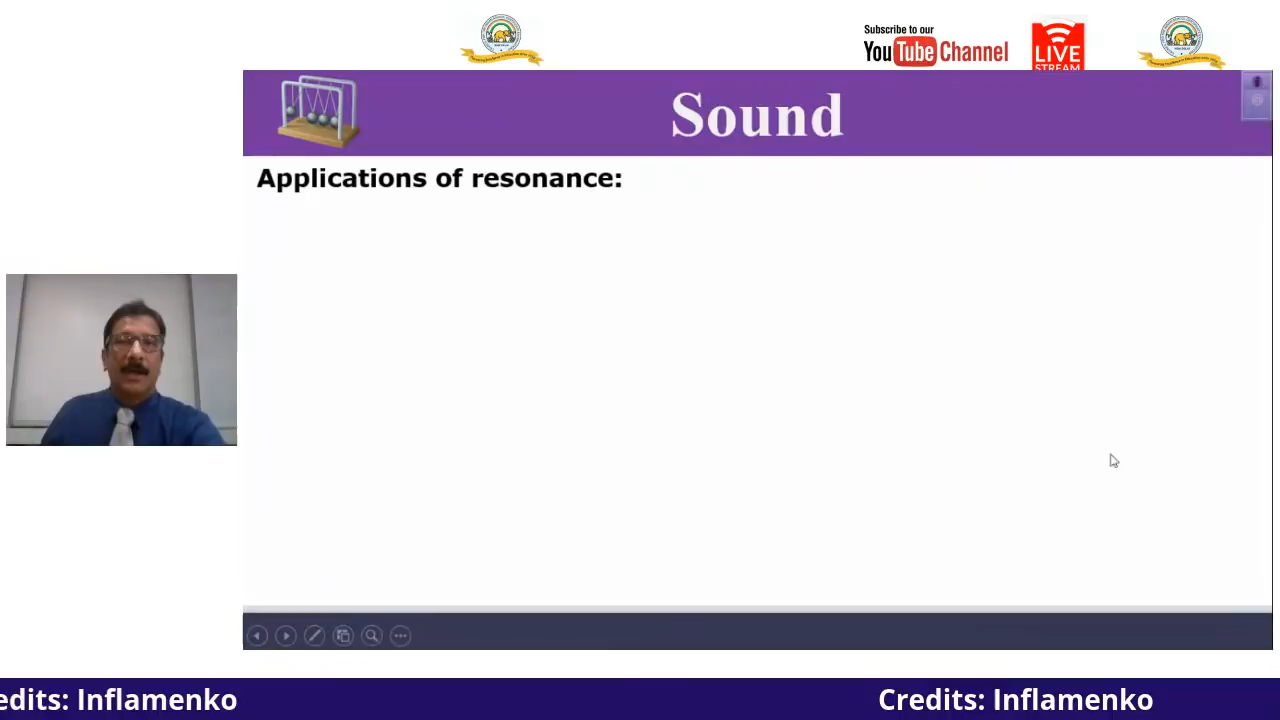 Subscribe to our
YouTube Channel
LIVE
STREAM
Sound
Applications of resonance:
edits: Inflamenko
Credits: Inflamenko